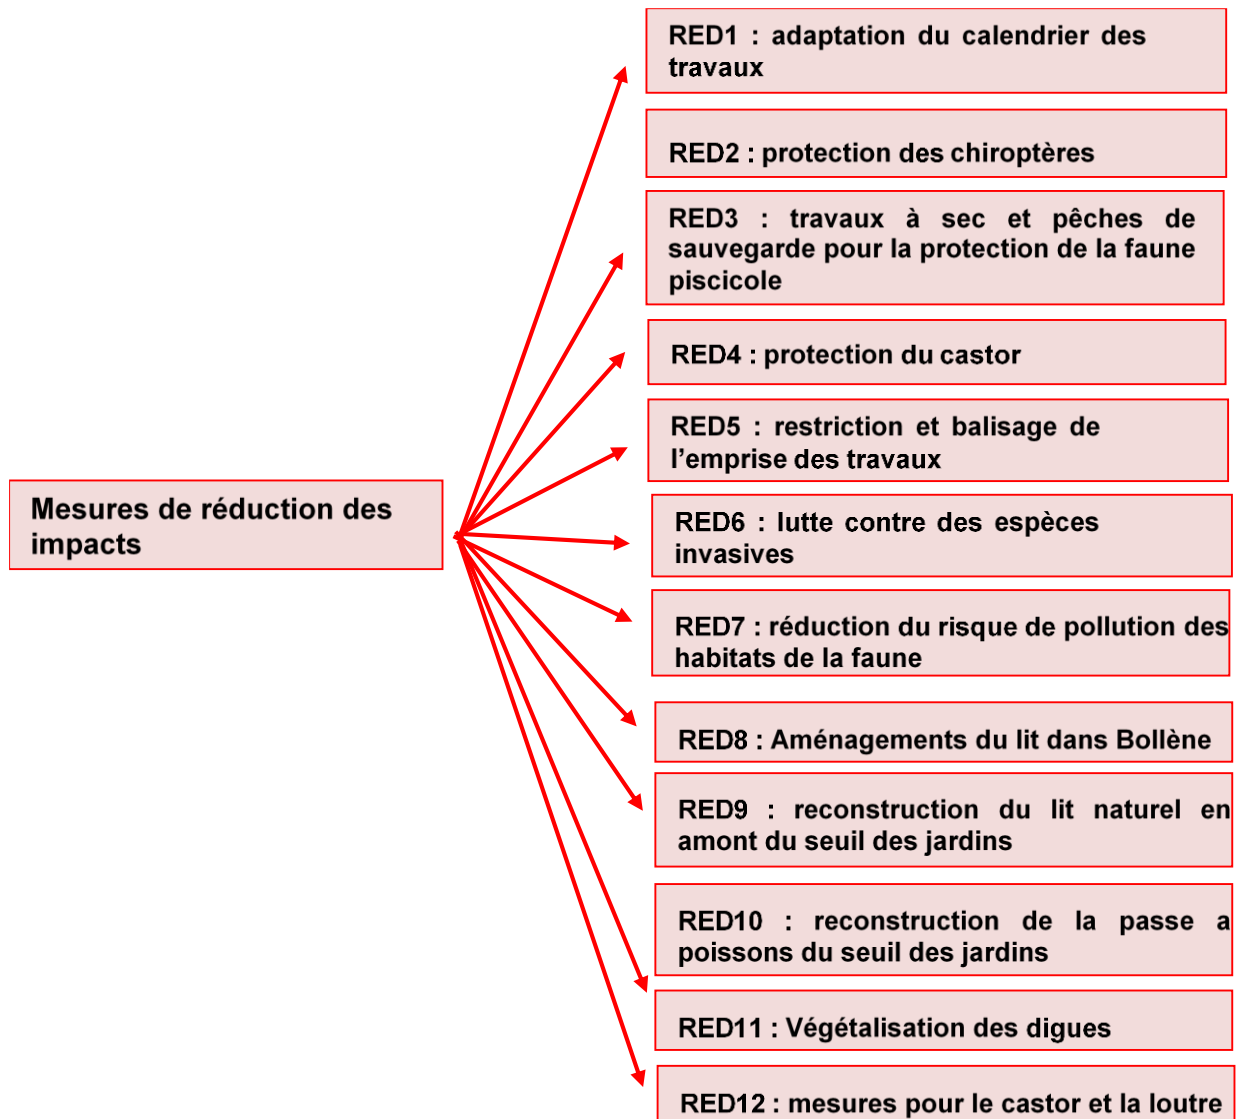 RED1 : adaptation du calendrier des
travaux
RED2 : protection des chiroptères
RED3 : travaux à sec et pêches de
sauvegarde pour la protection de la faune
piscicole
RED4 : protection du castor
RED5 : restriction et balisage de
l'emprise des travaux
Mesures de réduction des
impacts
RED6 : lutte contre des espèces
invasives
RED7 : réduction du risque de pollution des
habitats de la faune
RED8 : Aménagements du lit dans Bollène
RED9 : reconstruction du lit naturel en
amont du seuil des jardins
RED10 : reconstruction de la passe a
poissons du seuil des jardins
RED11 : Végétalisation des digues
RED12 : mesures pour le castor et la loutre